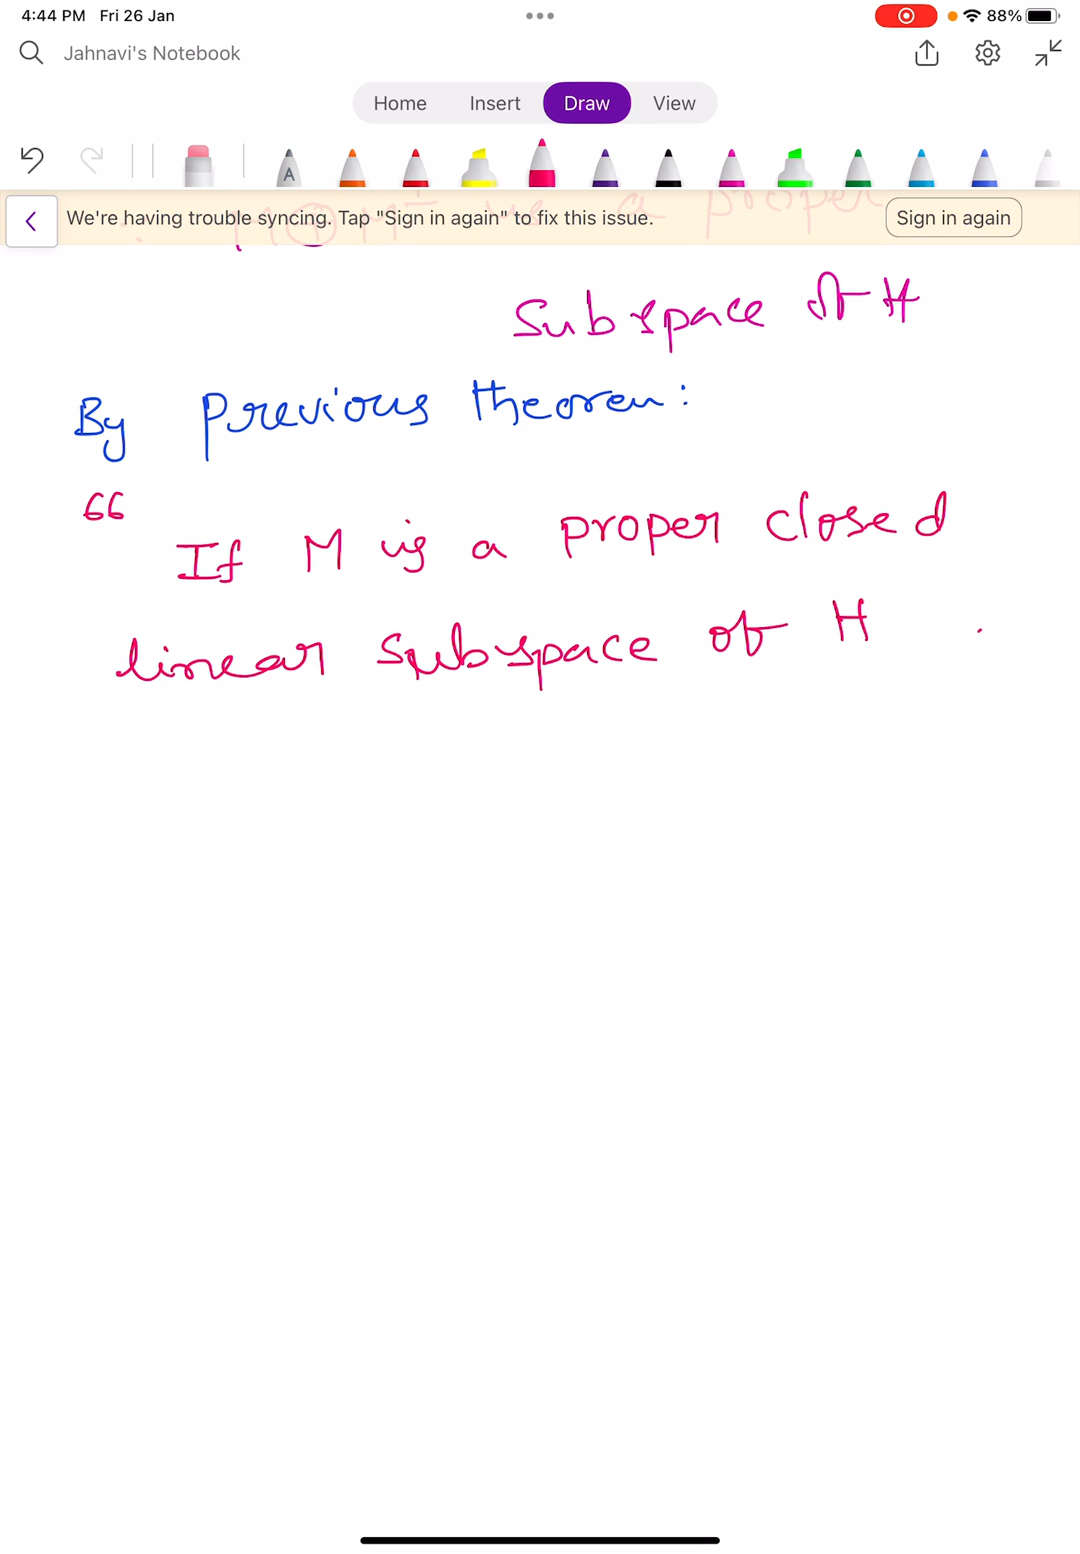 4:44 PM Fri 26 Jan
88%
Jahnavi's Notebook
Home Insert Draw View
A
We're having trouble syncing. Tap "Sign in again" to fix this issue.
Sign in again
a proper
Subspace of H
By Previous theorem:
“ If M is a proper closed
linear subspace of H .